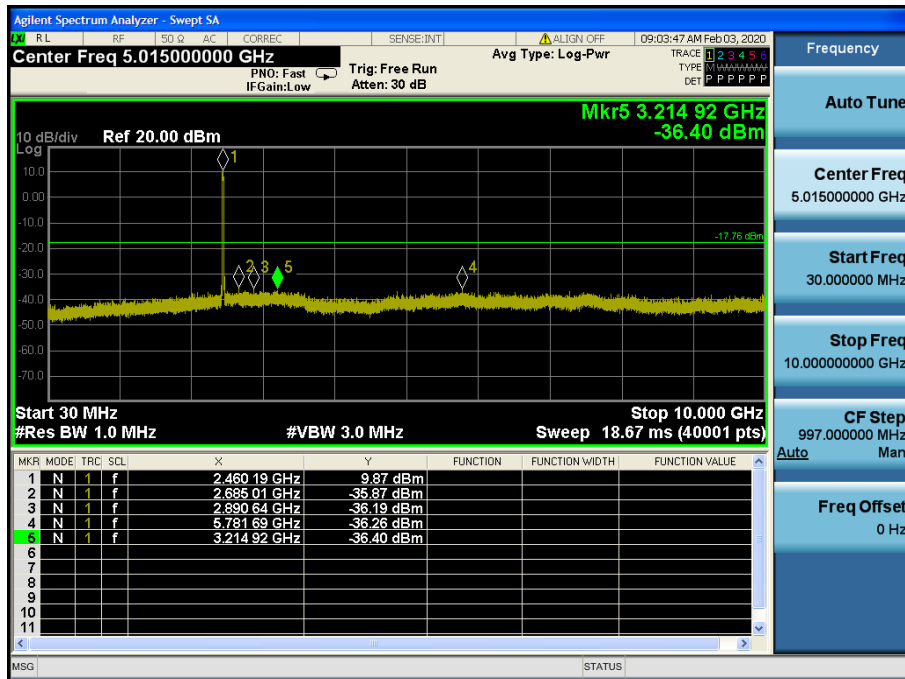 Agilent Spectrum Analyzer - Swept SA
LXI RL RF 50 Ω AC CORREC SENSE:INT ALIGN OFF 09:03:47 AM Feb 03, 2020
Center Freq 5.015000000 GHz
PNO: Fast
IFGain:Low
Trig: Free Run
Atten: 30 dB
Avg Type: Log-Pwr
TRACE 1 2 3 4 5 6
TYPE M WWWWW
DET P P P P P P
Mkr5 3.214 92 GHz
-36.40 dBm
10 dB/div Ref 20.00 dBm
Log
10.0
0.00
-10.0
-20.0
-30.0
-40.0
-50.0
-60.0
-70.0
1
2
3
5
4
-17.76 dBm
Start 30 MHz
Stop 10.000 GHz
#Res BW 1.0 MHz
#VBW 3.0 MHz
Sweep 18.67 ms (40001 pts)
MKR MODE TRC SCL X Y FUNCTION FUNCTION WIDTH FUNCTION VALUE
1 N 1 f 2.460 19 GHz 9.87 dBm
2 N 1 f 2.685 01 GHz -35.87 dBm
3 N 1 f 2.890 64 GHz -36.19 dBm
4 N 1 f 5.781 69 GHz -36.26 dBm
5 N 1 f 3.214 92 GHz -36.40 dBm
6
7
8
9
10
11
MSG
STATUS
Frequency
Auto Tune
Center Freq
5.015000000 GHz
Start Freq
30.000000 MHz
Stop Freq
10.000000000 GHz
CF Step
997.000000 MHz
Auto Man
Freq Offset
0 Hz